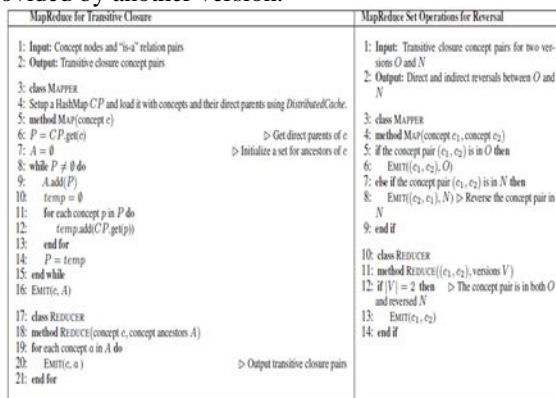 ovided by another version.
MapReduce for Transitive Closure
1: Input: Concept nodes and "is-a" relation pairs
2: Output: Transitive closure concept pairs
3: class MAPPER
4: Setup a HashMap CP and load it with concepts and their direct parents using DistributedCache.
5: method MAP(concept c)
6: P = CP.get(c) ▷ Get direct parents of c
7: A = ∅ ▷ Initialize a set for ancestors of c
8: while P ≠ ∅ do
9: A.add(P)
10: temp = ∅
11: for each concept p in P do
12: temp.add(CP.get(p))
13: end for
14: P = temp
15: end while
16: EMIT(c, A)
17: class REDUCER
18: method REDUCE(concept c, concept ancestors A)
19: for each concept a in A do
20: EMIT(c, a) ▷ Output transitive closure pairs
21: end for
MapReduce Set Operations for Reversal
1: Input: Transitive closure concept pairs for two ver-
sions O and N
2: Output: Direct and indirect reversals between O and
N
3: class MAPPER
4: method MAP(concept c₁, concept c₂)
5: if the concept pair (c₁, c₂) is in O then
6: EMIT((c₁, c₂), O)
7: else if the concept pair (c₁, c₂) is in N then
8: EMIT((c₂, c₁), N) ▷ Reverse the concept pair in
N
9: end if
10: class REDUCER
11: method REDUCE((c₁, c₂), versions V)
12: if |V| = 2 then ▷ The concept pair is in both O
and reversed N
13: EMIT(c₁, c₂)
14: end if